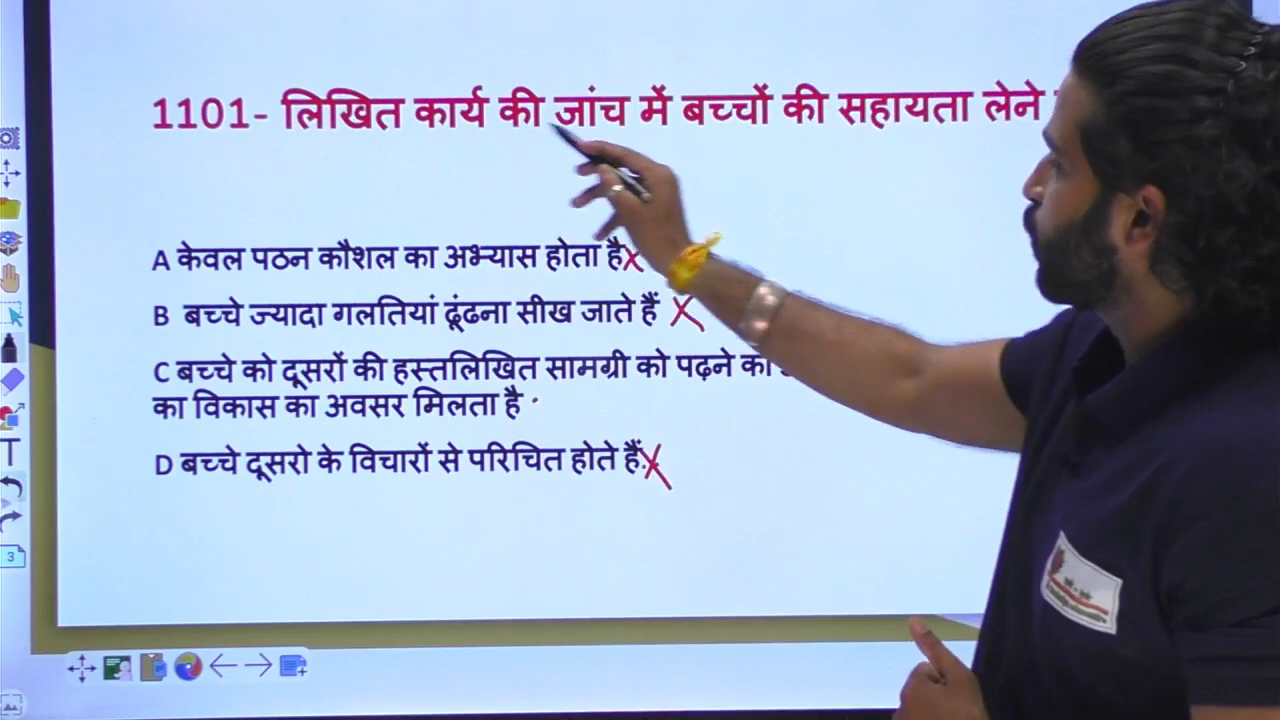 1101- लिखित कार्य की जांच में बच्चों की सहायता लेने
A केवल पठन कौशल का अभ्यास होता है
B बच्चे ज्यादा गलतियां ढूंढना सीख जाते हैं
C बच्चे को दूसरों की हस्तलिखित सामग्री को पढ़ने का
का विकास का अवसर मिलता है
D बच्चे दूसरो के विचारों से परिचित होते हैं.
T
3